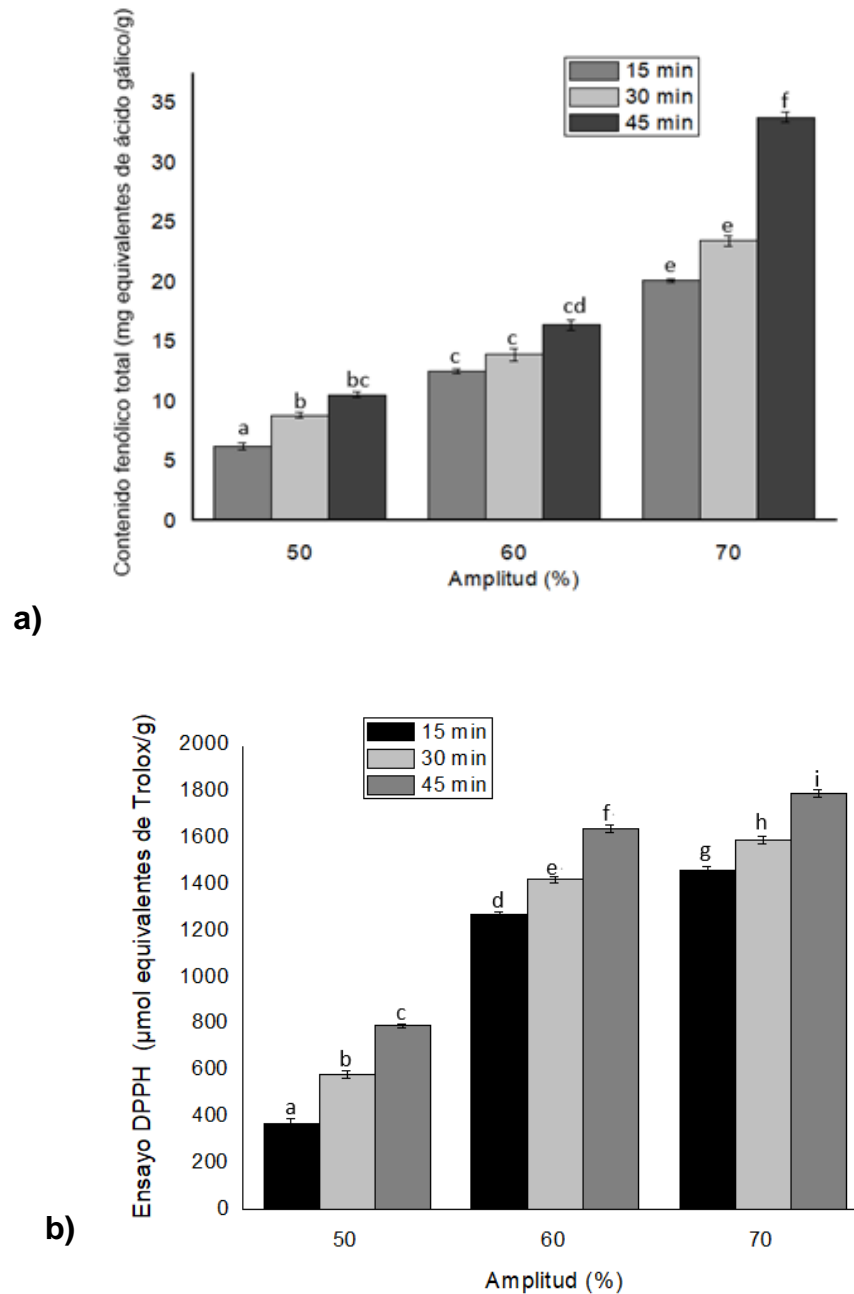 Contenido fenólico total (mg equivalentes de ácido gálico/g)
15 min
30 min
45 min
35
30
25
20
15
10
5
0
a
b
bc
c
c
cd
e
e
f
50
60
70
Amplitud (%)
a)
Ensayo DPPH (µmol equivalentes de Trolox/g)
15 min
30 min
45 min
2000
1800
1600
1400
1200
1000
800
600
400
200
0
a
b
c
d
e
f
g
h
i
50
60
70
b)
Amplitud (%)